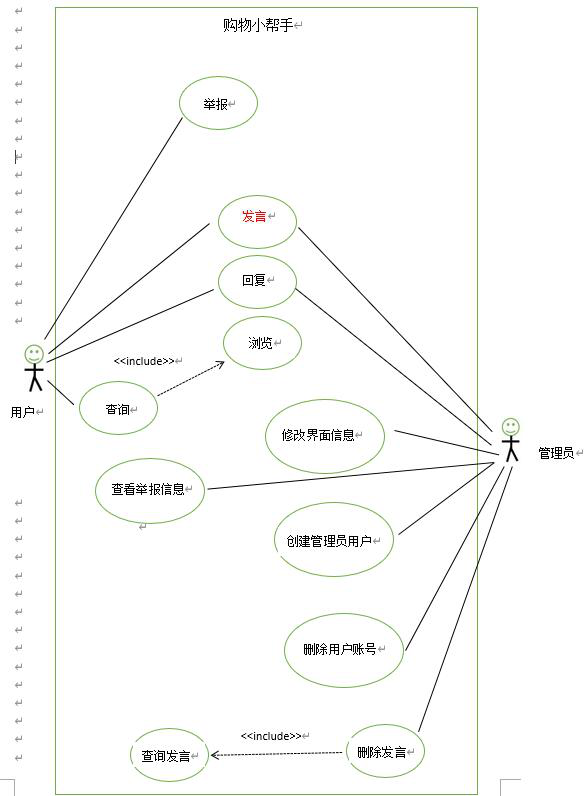 购物小帮手
举报
发言
回复
浏览
<<include>>
查询
用户
修改界面信息
管理员
查看举报信息
创建管理员用户
删除用户账号
<<include>>
查询发言
删除发言